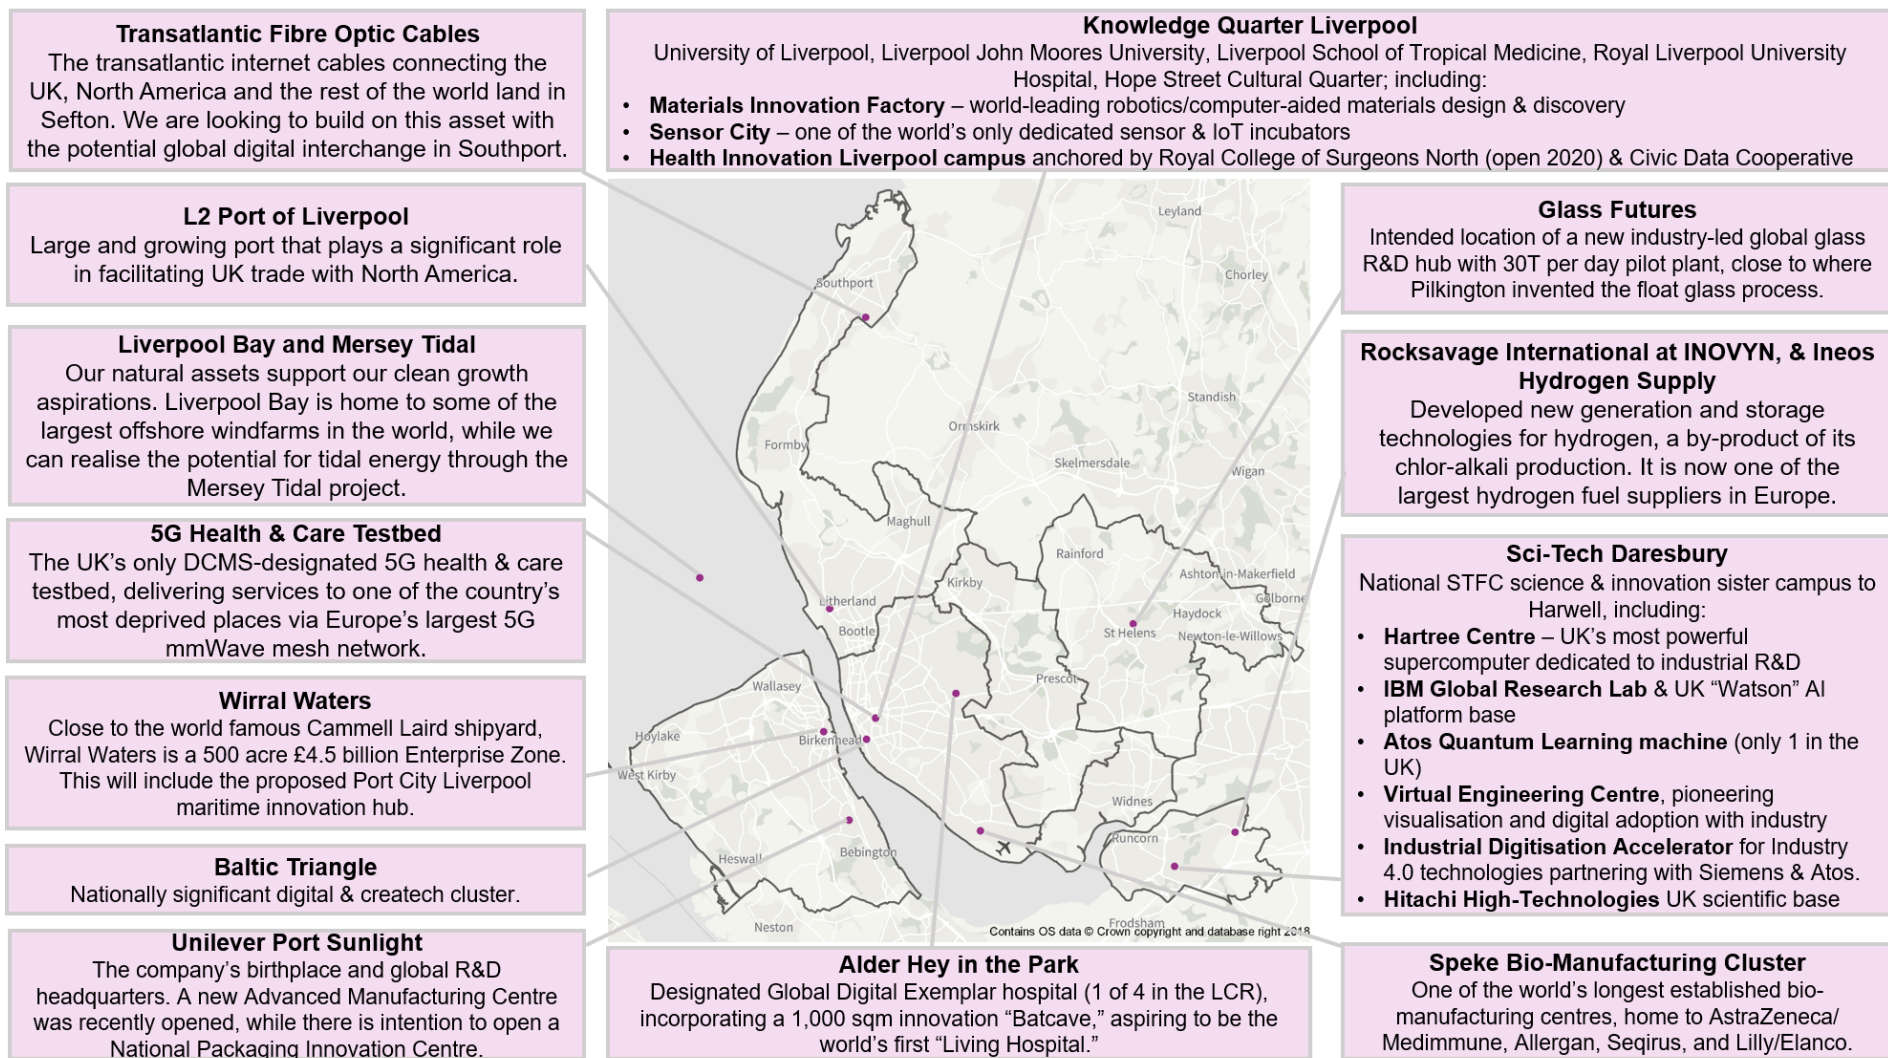 Transatlantic Fibre Optic Cables
The transatlantic internet cables connecting the
UK, North America and the rest of the world land in
Sefton. We are looking to build on this asset with
the potential global digital interchange in Southport.
Knowledge Quarter Liverpool
University of Liverpool, Liverpool John Moores University, Liverpool School of Tropical Medicine, Royal Liverpool University
Hospital, Hope Street Cultural Quarter; including:
• Materials Innovation Factory – world-leading robotics/computer-aided materials design & discovery
• Sensor City – one of the world's only dedicated sensor & IoT incubators
• Health Innovation Liverpool campus anchored by Royal College of Surgeons North (open 2020) & Civic Data Cooperative
L2 Port of Liverpool
Large and growing port that plays a significant role
in facilitating UK trade with North America.
Liverpool Bay and Mersey Tidal
Our natural assets support our clean growth
aspirations. Liverpool Bay is home to some of the
largest offshore windfarms in the world, while we
can realise the potential for tidal energy through the
Mersey Tidal project.
5G Health & Care Testbed
The UK's only DCMS-designated 5G health & care
testbed, delivering services to one of the country's
most deprived places via Europe's largest 5G
mmWave mesh network.
Wirral Waters
Close to the world famous Cammell Laird shipyard,
Wirral Waters is a 500 acre £4.5 billion Enterprise Zone.
This will include the proposed Port City Liverpool
maritime innovation hub.
Baltic Triangle
Nationally significant digital & createch cluster.
Unilever Port Sunlight
The company's birthplace and global R&D
headquarters. A new Advanced Manufacturing Centre
was recently opened, while there is intention to open a
National Packaging Innovation Centre.
Leyland
Chorley
Southport
Standish
Ormskirk
Formby
Skelmersdale
Wigan
Maghull
Rainford
Ashton-in-Makerfield
Kirkby
Golborne
Litherland
Haydock
Bootle
St Helens
Newton-le-Willows
Prescot
Wallasey
Hoylake
Birkenhead
West Kirby
Widnes
Runcorn
Heswall
Bebington
Neston
Frodsham
Contains OS data © Crown copyright and database right 2018
Alder Hey in the Park
Designated Global Digital Exemplar hospital (1 of 4 in the LCR),
incorporating a 1,000 sqm innovation “Batcave,” aspiring to be the
world's first “Living Hospital.”
Glass Futures
Intended location of a new industry-led global glass
R&D hub with 30T per day pilot plant, close to where
Pilkington invented the float glass process.
Rocksavage International at INOVYN, & Ineos
Hydrogen Supply
Developed new generation and storage
technologies for hydrogen, a by-product of its
chlor-alkali production. It is now one of the
largest hydrogen fuel suppliers in Europe.
Sci-Tech Daresbury
National STFC science & innovation sister campus to
Harwell, including:
• Hartree Centre – UK's most powerful
supercomputer dedicated to industrial R&D
• IBM Global Research Lab & UK “Watson” AI
platform base
• Atos Quantum Learning machine (only 1 in the
UK)
• Virtual Engineering Centre, pioneering
visualisation and digital adoption with industry
• Industrial Digitisation Accelerator for Industry
4.0 technologies partnering with Siemens & Atos.
• Hitachi High-Technologies UK scientific base
Speke Bio-Manufacturing Cluster
One of the world's longest established bio-
manufacturing centres, home to AstraZeneca/
Medimmune, Allergan, Seqirus, and Lilly/Elanco.